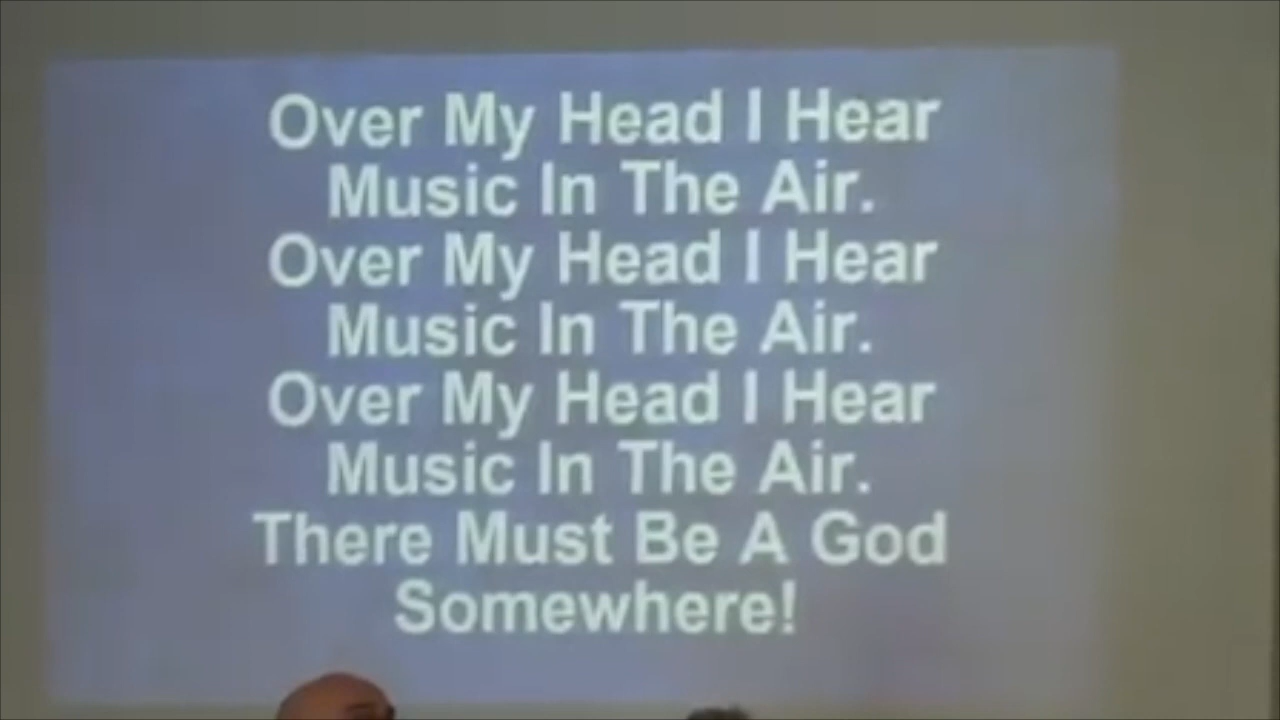 Over My Head I Hear
Music In The Air.
Over My Head I Hear
Music In The Air.
Over My Head I Hear
Music In The Air.
There Must Be A God
Somewhere!